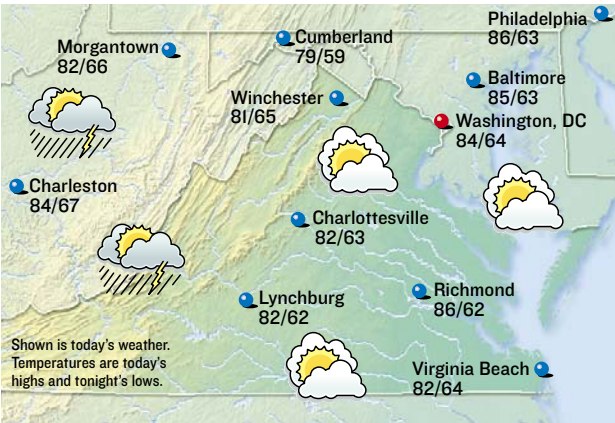 Philadelphia
86/63
Cumberland
79/59
Morgantown
82/66
Baltimore
85/63
Winchester
81/65
Washington, DC
84/64
Charleston
84/67
Charlottesville
82/63
Richmond
86/62
Lynchburg
82/62
Shown is today's weather.
Temperatures are today's
highs and tonight's lows.
Virginia Beach
82/64